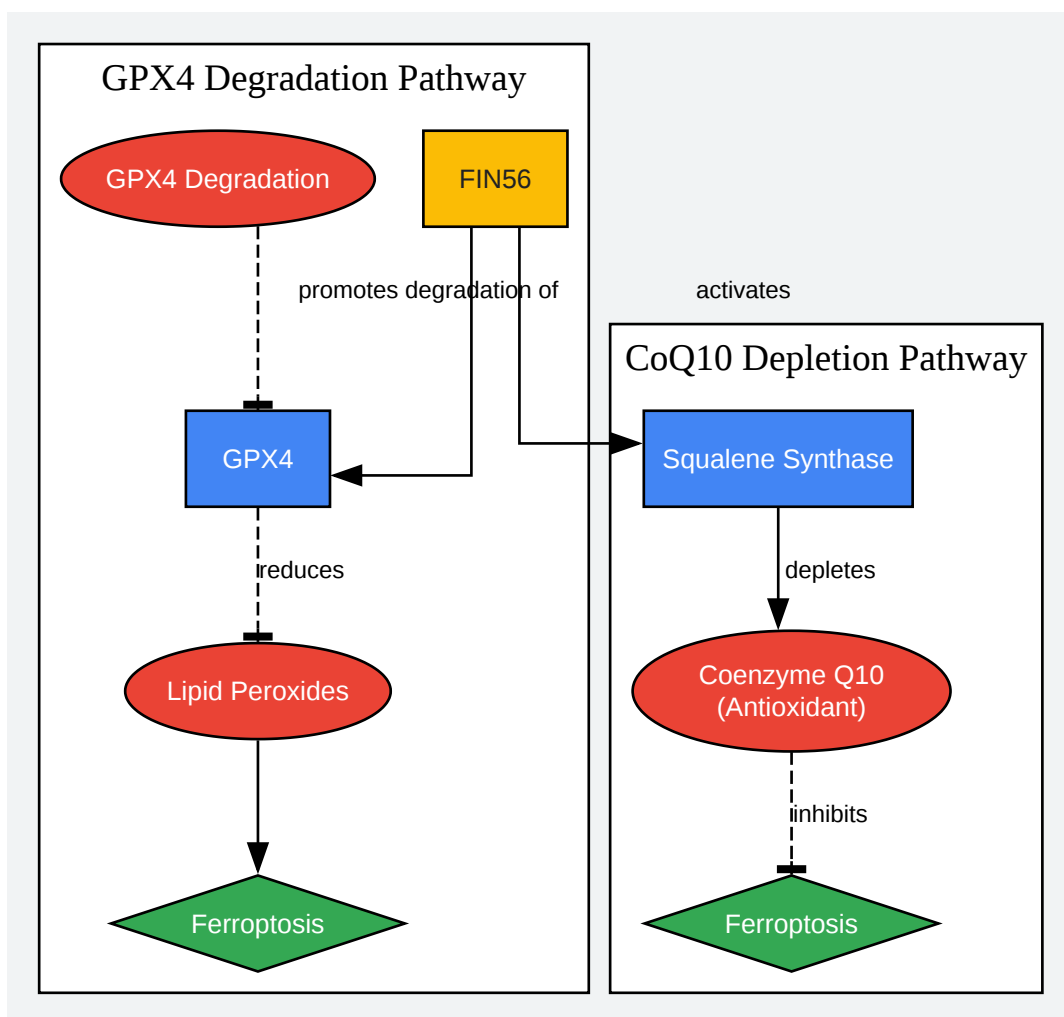 GPX4 Degradation Pathway
GPX4 Degradation
FIN56
promotes degradation of
activates
CoQ10 Depletion Pathway
GPX4
Squalene Synthase
reduces
depletes
Lipid Peroxides
Coenzyme Q10
(Antioxidant)
inhibits
Ferroptosis
Ferroptosis